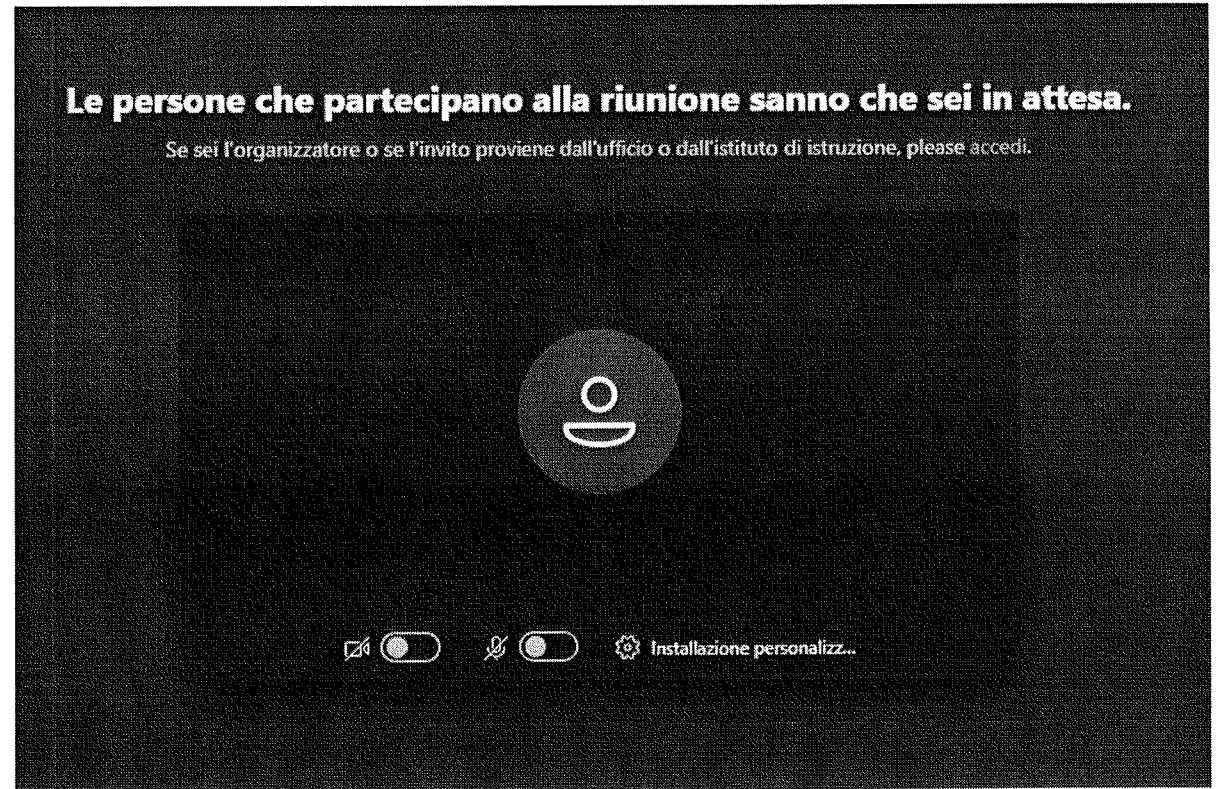 Le persone che partecipano alla riunione sanno che sei in attesa.
Se sei l'organizzatore o se l'invito proviene dall'ufficio o dall'istituto di istruzione, please accedi.
Installazione personalizz...